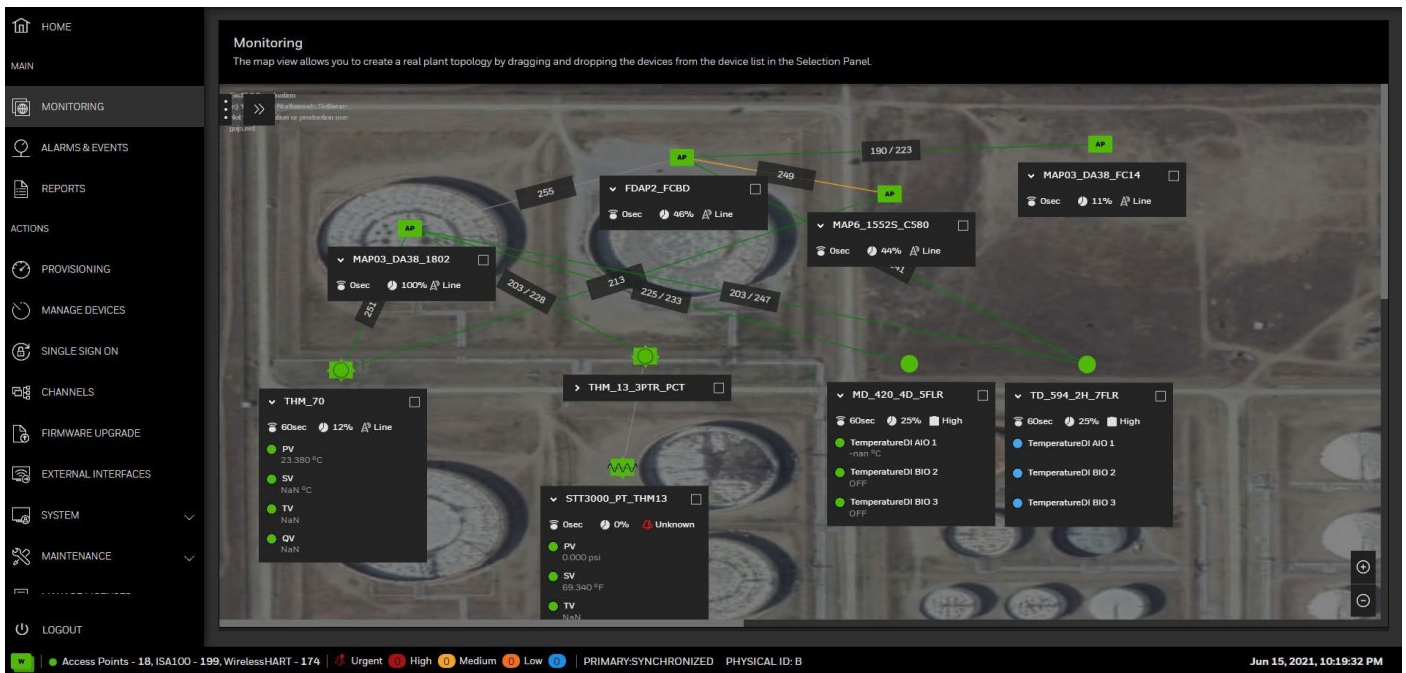 HOME
MAIN
MONITORING
ALARMS & EVENTS
REPORTS
ACTIONS
PROVISIONING
MANAGE DEVICES
SINGLE SIGN ON
CHANNELS
FIRMWARE UPGRADE
EXTERNAL INTERFACES
SYSTEM
MAINTENANCE
LOGOUT
Monitoring
The map view allows you to create a real plant topology by dragging and dropping the devices from the device list in the Selection Panel.
AP
190 / 223
AP
249
255
AP
AP
FDAP2_FCBD
0sec 46% Line
MAP03_DA38_FC14
0sec 11% Line
MAP6_1552S_C580
0sec 44% Line
MAP03_DA38_1802
0sec 100% Line
251
203 / 228
213
225 / 233
203 / 247
THM_70
60sec 12% Line
PV
23.380 °C
SV
NaN °C
TV
NaN
QV
NaN
THM_13_3PTR_PCT
STT3000_PT_THM13
0sec 0% Unknown
PV
0.000 psi
SV
69.340 °F
TV
NaN
MD_420_4D_5FLR
60sec 25% High
TemperatureDI AIO 1
-nan °C
TemperatureDI BIO 2
OFF
TemperatureDI BIO 3
OFF
TD_594_2H_7FLR
60sec 25% High
TemperatureDI AIO 1
TemperatureDI BIO 2
TemperatureDI BIO 3
W Access Points - 18, ISA100 - 199, WirelessHART - 174 Urgent 0 High 0 Medium 0 Low 0 PRIMARY:SYNCHRONIZED PHYSICAL ID: B Jun 15, 2021, 10:19:32 PM